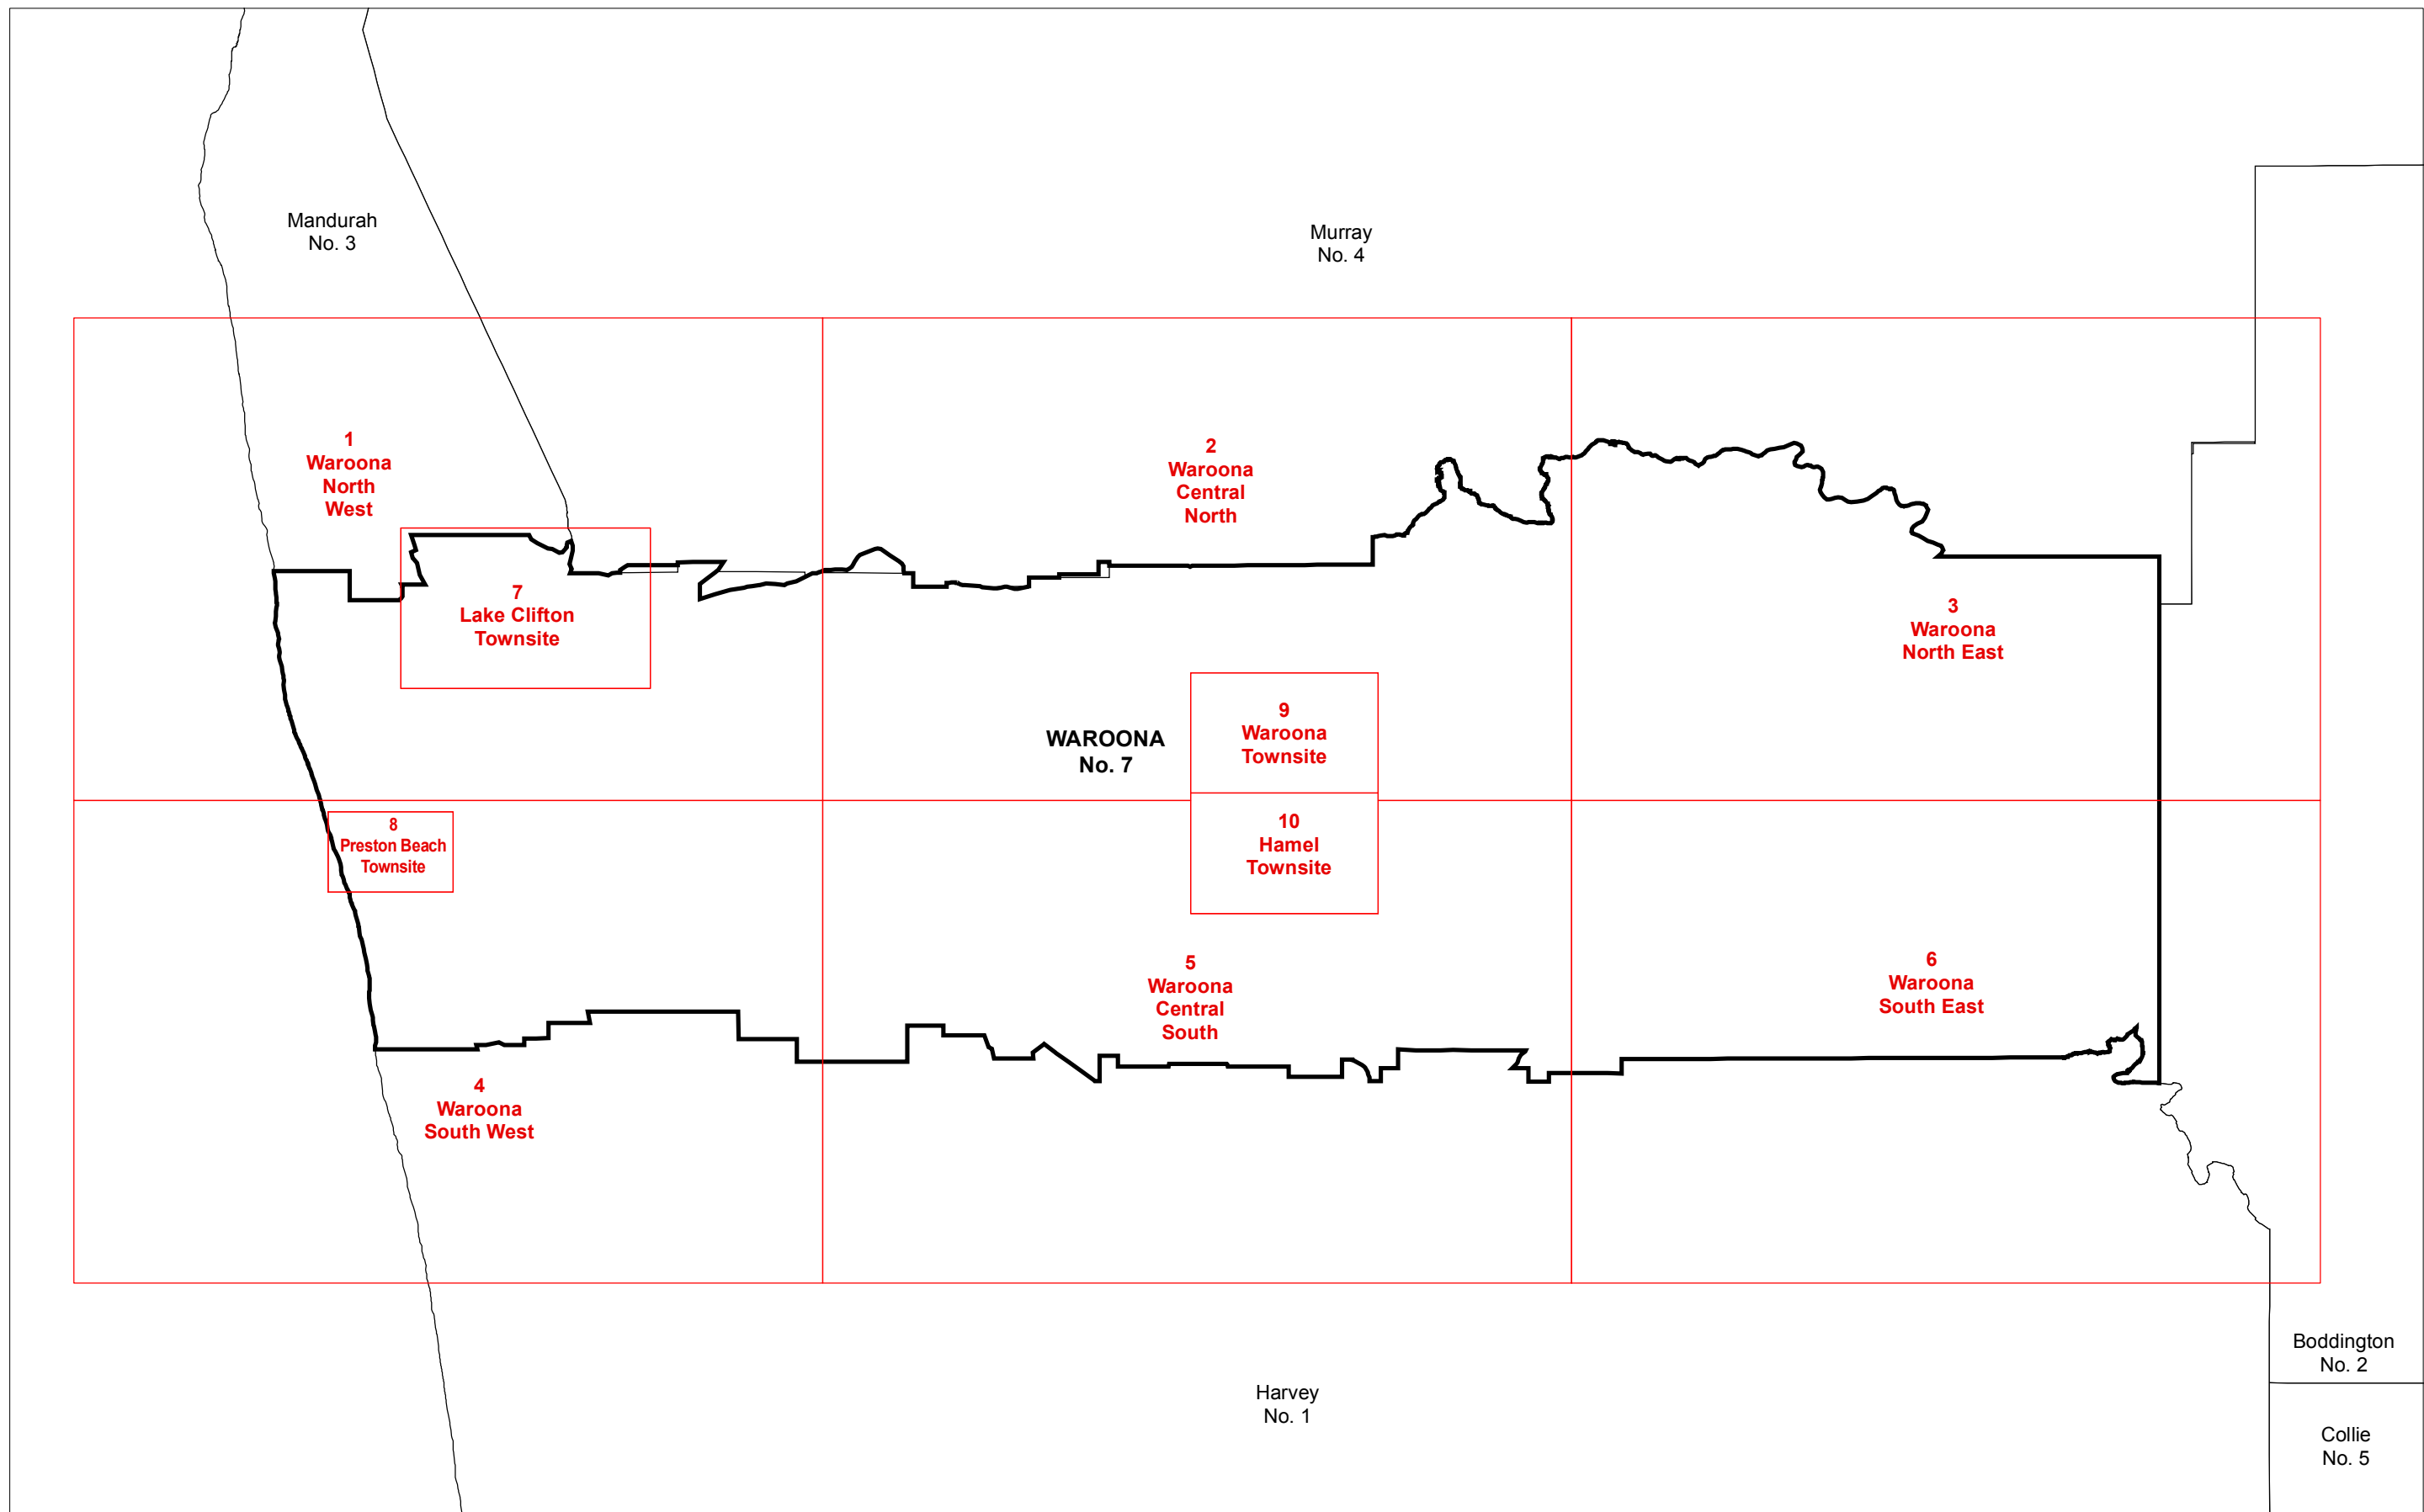 Mandurah
No. 3
Murray
No. 4
1
Waroona
North
West
2
Waroona
Central
North
7
Lake Clifton
Townsite
3
Waroona
North East
WAROONA
No. 7
9
Waroona
Townsite
8
Preston Beach
Townsite
10
Hamel
Townsite
5
Waroona
Central
South
6
Waroona
South East
4
Waroona
South West
Boddington
No. 2
Harvey
No. 1
Collie
No. 5